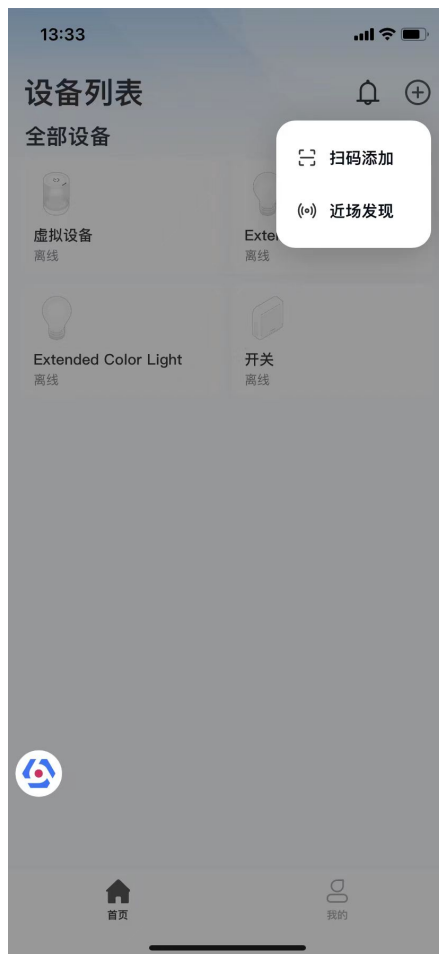 13:33
设备列表
全部设备
扫码添加
近场发现
虚拟设备
离线
Exte
离线
Extended Color Light
离线
开关
离线
首页
我的